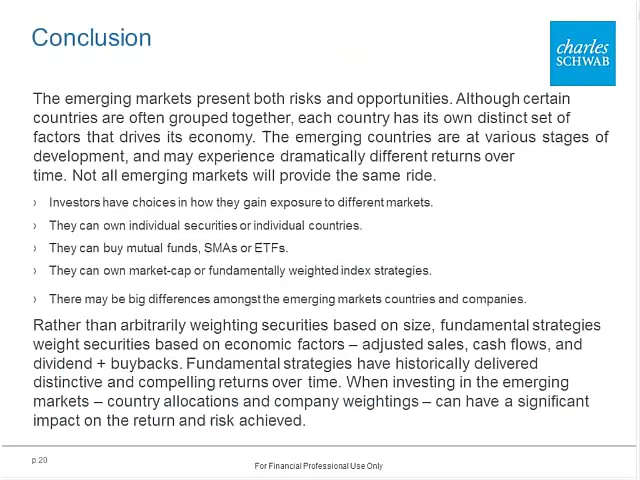 Conclusion
charles
SCHWAB
The emerging markets present both risks and opportunities. Although certain
countries are often grouped together, each country has its own distinct set of
factors that drives its economy. The emerging countries are at various stages of
development, and may experience dramatically different returns over
time. Not all emerging markets will provide the same ride.
› Investors have choices in how they gain exposure to different markets.
› They can own individual securities or individual countries.
› They can buy mutual funds, SMAs or ETFs.
› They can own market-cap or fundamentally weighted index strategies.
› There may be big differences amongst the emerging markets countries and companies.
Rather than arbitrarily weighting securities based on size, fundamental strategies
weight securities based on economic factors – adjusted sales, cash flows, and
dividend + buybacks. Fundamental strategies have historically delivered
distinctive and compelling returns over time. When investing in the emerging
markets – country allocations and company weightings – can have a significant
impact on the return and risk achieved.
p.20
For Financial Professional Use Only